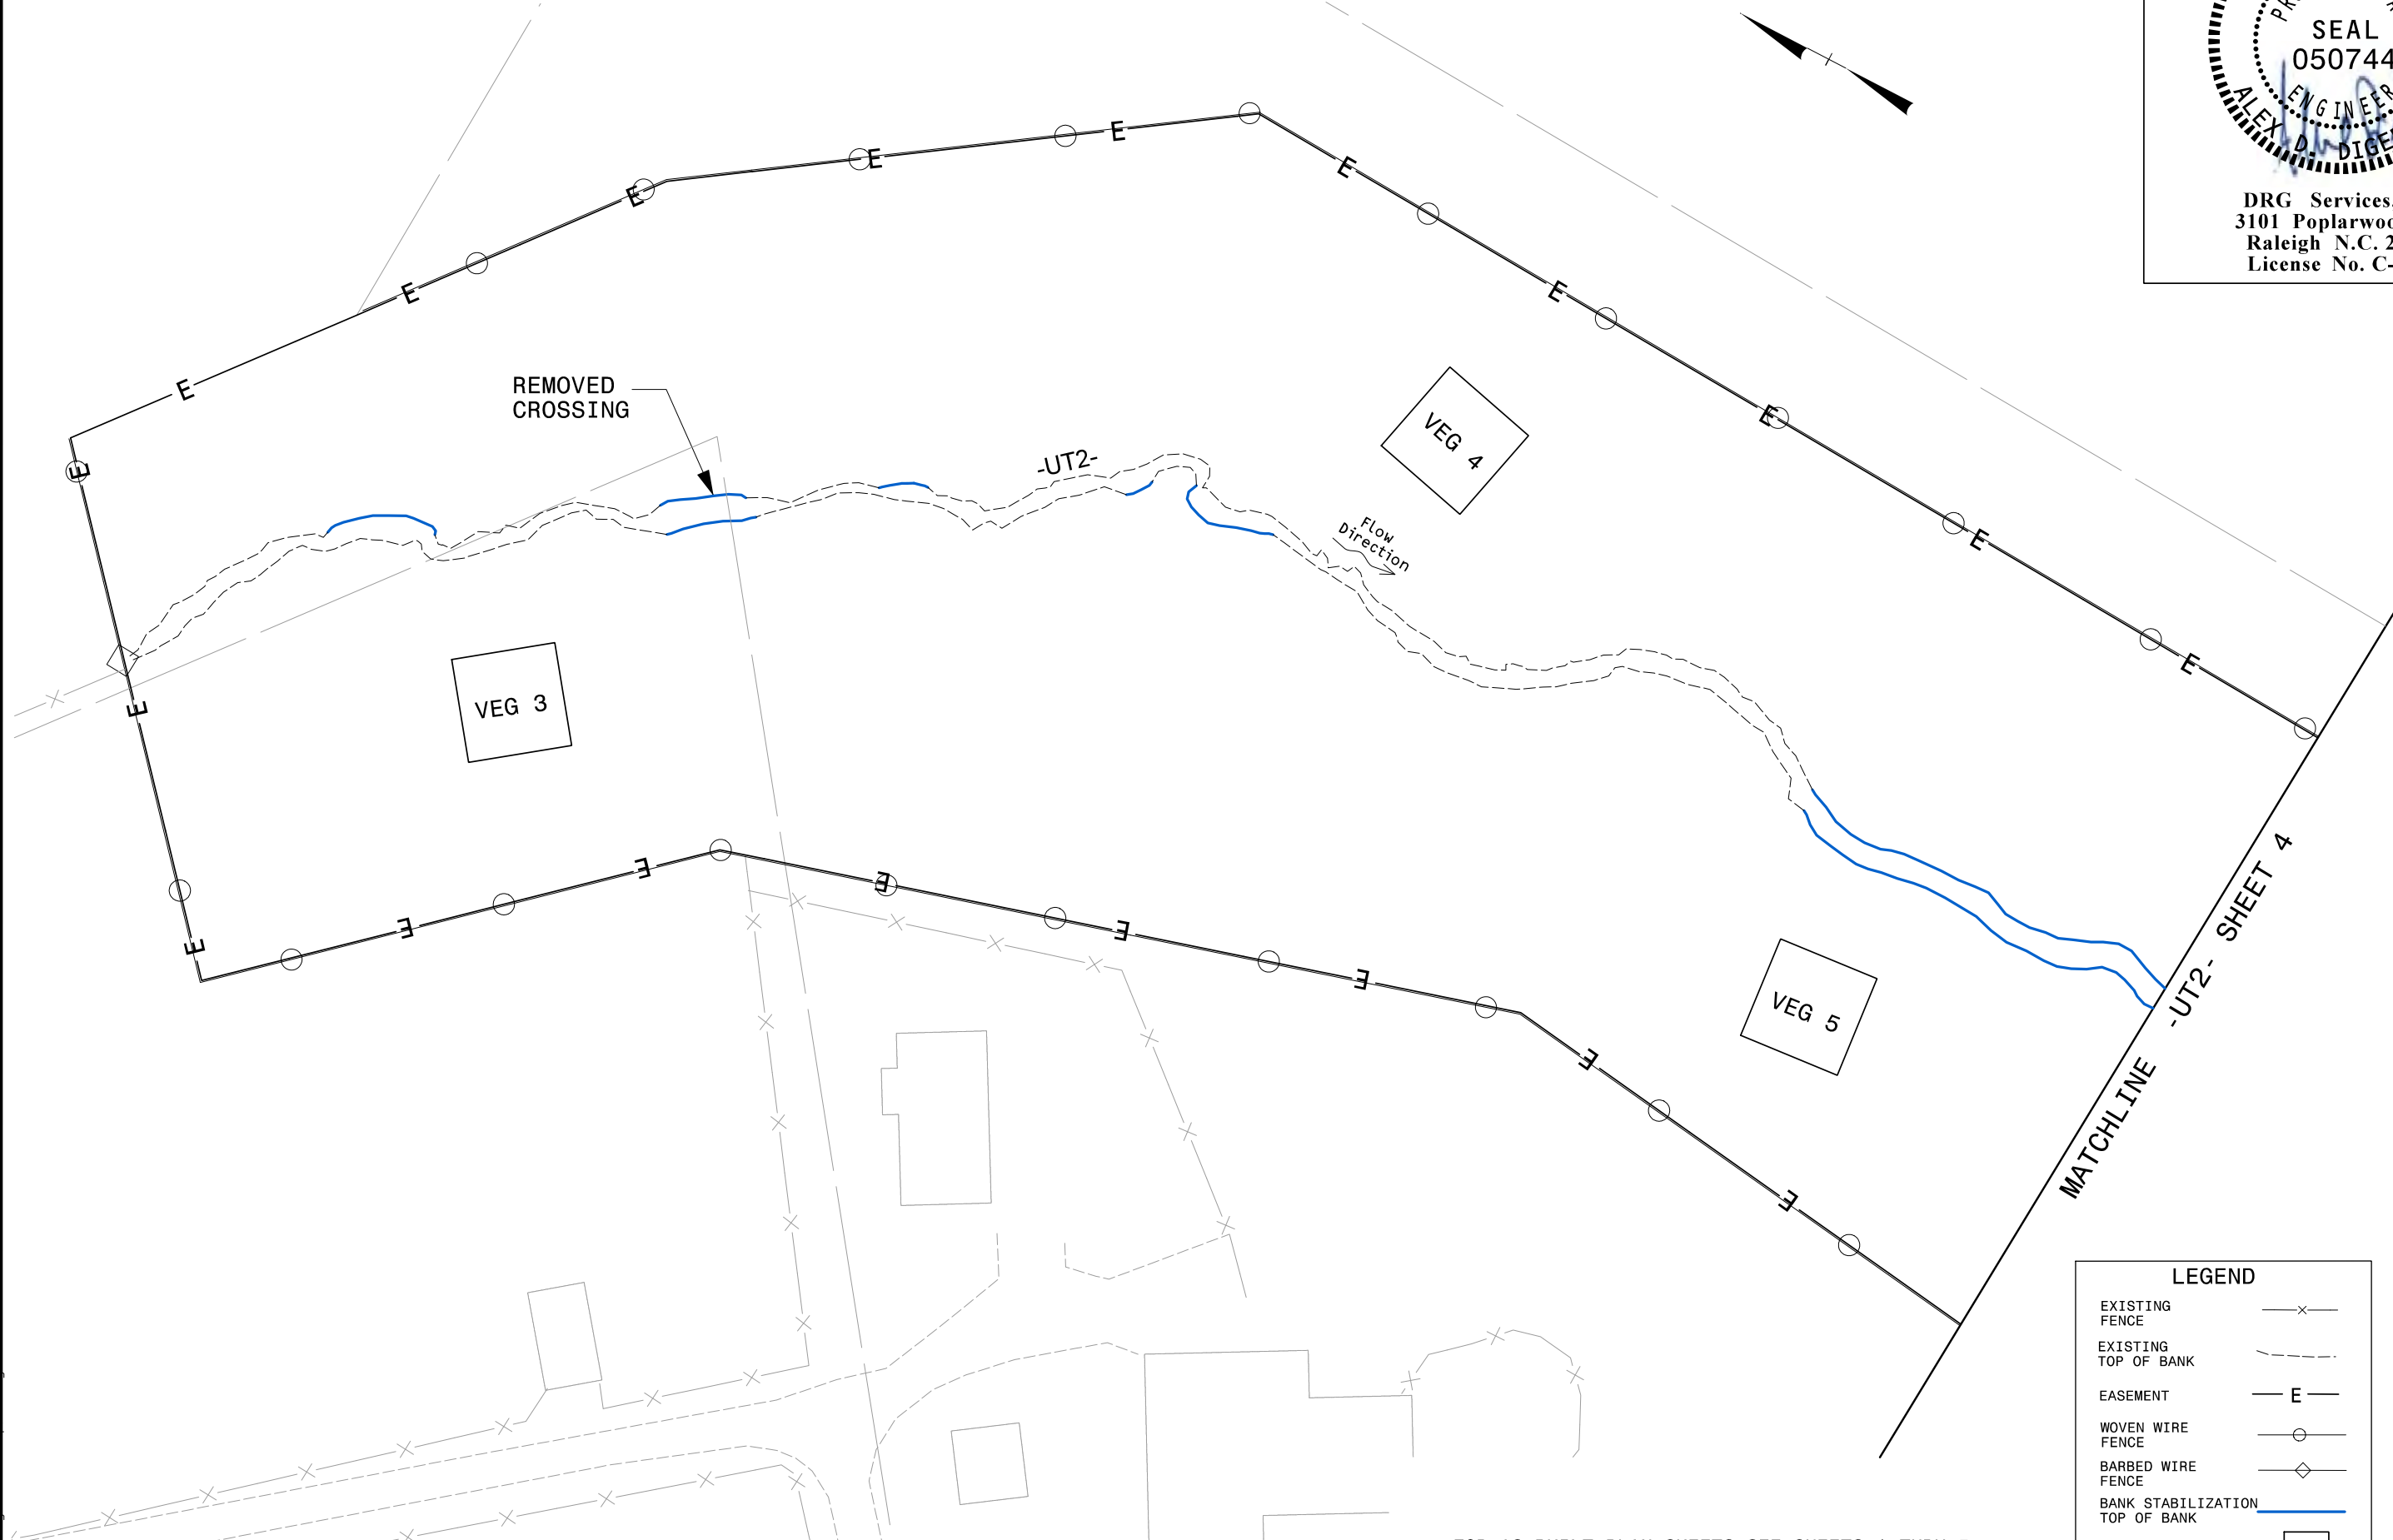 SEAL
050744
ENGINEER
ALEX D.
DRG Services
3101
Raleigh N.C.
License No. C-
E
E
E
E
E
E
E
E
E
E
E
REMOVED
CROSSING
-UT2-
VEG 4
Flow
Direction
VEG 3
E
E
E
E
E
E
E
E
E
E
VEG 5
MATCHLINE -UT2- SHEET 4
LEGEND
EXISTING
FENCE
EXISTING
TOP OF BANK
EASEMENT E
WOVEN WIRE
FENCE
BARBED WIRE
FENCE
BANK STABILIZATION
TOP OF BANK